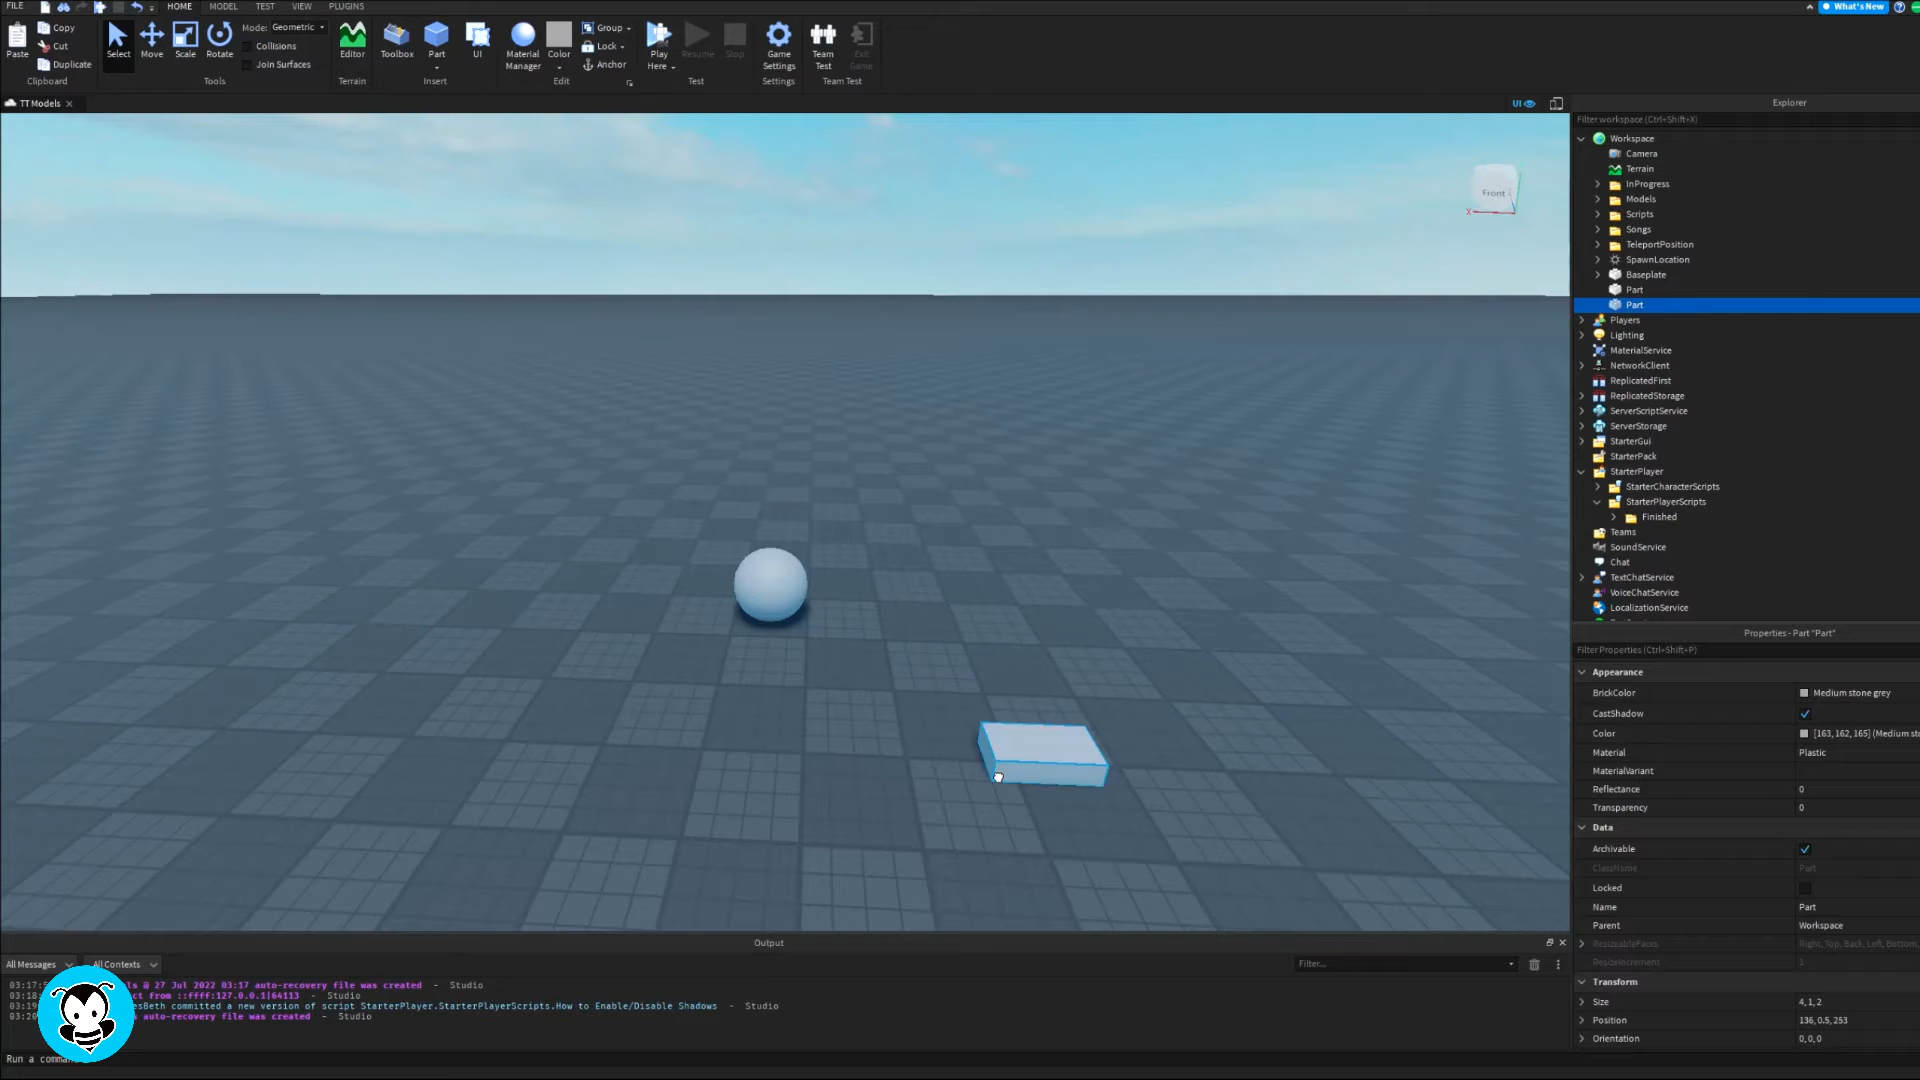 FILE HOME MODEL TEST VIEW PLUGINS What's New
Paste Copy Cut Duplicate Clipboard
Select Move Scale Rotate Mode: Geometric Collisions Join Surfaces Tools
Editor Terrain
Toolbox Part UI Insert
Material Manager Color Group Lock Anchor Edit
Play Here Resume Stop Test
Game Settings Settings
Team Test Exit Game Team Test
TT Models UI
Front
X
Explorer
Filter workspace (Ctrl+Shift+X)
Workspace
Camera
Terrain
InProgress
Models
Scripts
Songs
TeleportPosition
SpawnLocation
Baseplate
Part
Part
Players
Lighting
MaterialService
NetworkClient
ReplicatedFirst
ReplicatedStorage
ServerScriptService
ServerStorage
StarterGui
StarterPack
StarterPlayer
StarterCharacterScripts
StarterPlayerScripts
Finished
Teams
SoundService
Chat
TextChatService
VoiceChatService
LocalizationService
Properties - Part "Part"
Filter Properties (Ctrl+Shift+P)
Appearance
BrickColor Medium stone grey
CastShadow
Color [163, 162, 165] (Medium st
Material Plastic
MaterialVariant
Reflectance 0
Transparency 0
Data
Archivable
ClassName Part
Locked
Name Part
Parent Workspace
ResizeableFaces Right, Top, Back, Left, Bottom,
ResizeIncrement 1
Transform
Size 4, 1, 2
Position 136, 0.5, 253
Orientation 0, 0, 0
Output
All Messages All Contexts Filter...
03:17:5 ls @ 27 Jul 2022 03:17 auto-recovery file was created - Studio
03:18: ct from ::ffff:127.0.0.1|64113 - Studio
03:19 esBeth committed a new version of script StarterPlayer.StarterPlayerScripts.How to Enable/Disable Shadows - Studio
03:20 auto-recovery file was created - Studio
Run a comma